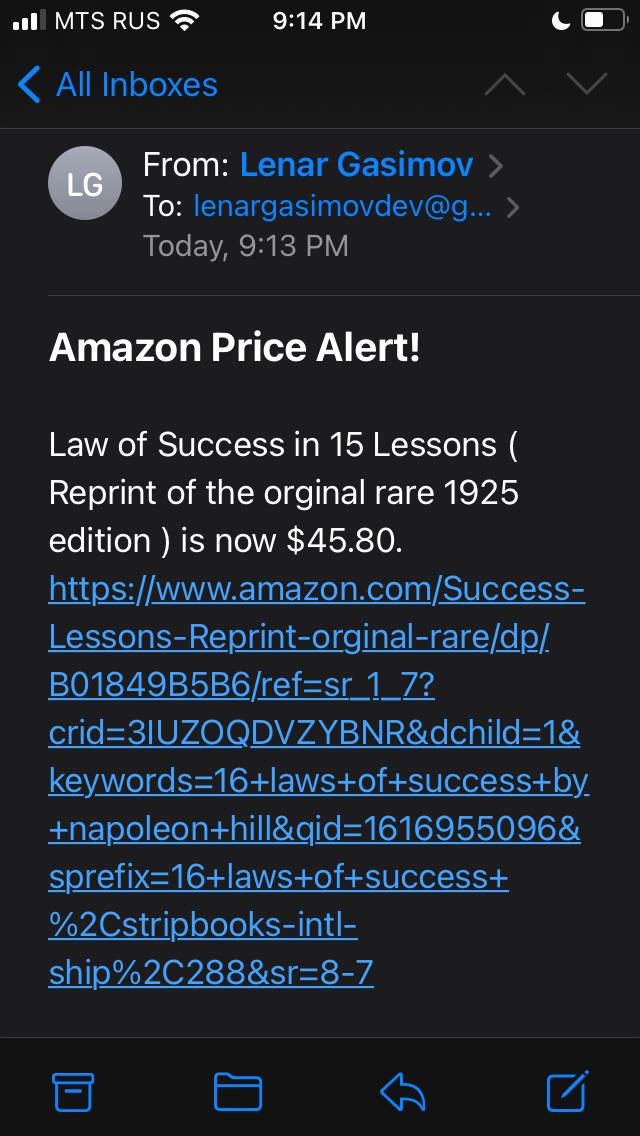 MTS RUS 9:14 PM
All Inboxes
LG
From: Lenar Gasimov
To: lenargasimovdev@g...
Today, 9:13 PM
Amazon Price Alert!
Law of Success in 15 Lessons (
Reprint of the orginal rare 1925
edition ) is now $45.80.
https://www.amazon.com/Success-
Lessons-Reprint-orginal-rare/dp/
B01849B5B6/ref=sr_1_7?
crid=3IUZOQDVZYBNR&dchild=1&
keywords=16+laws+of+success+by
+napoleon+hill&qid=1616955096&
sprefix=16+laws+of+success+
%2Cstripbooks-intl-
ship%2C288&sr=8-7